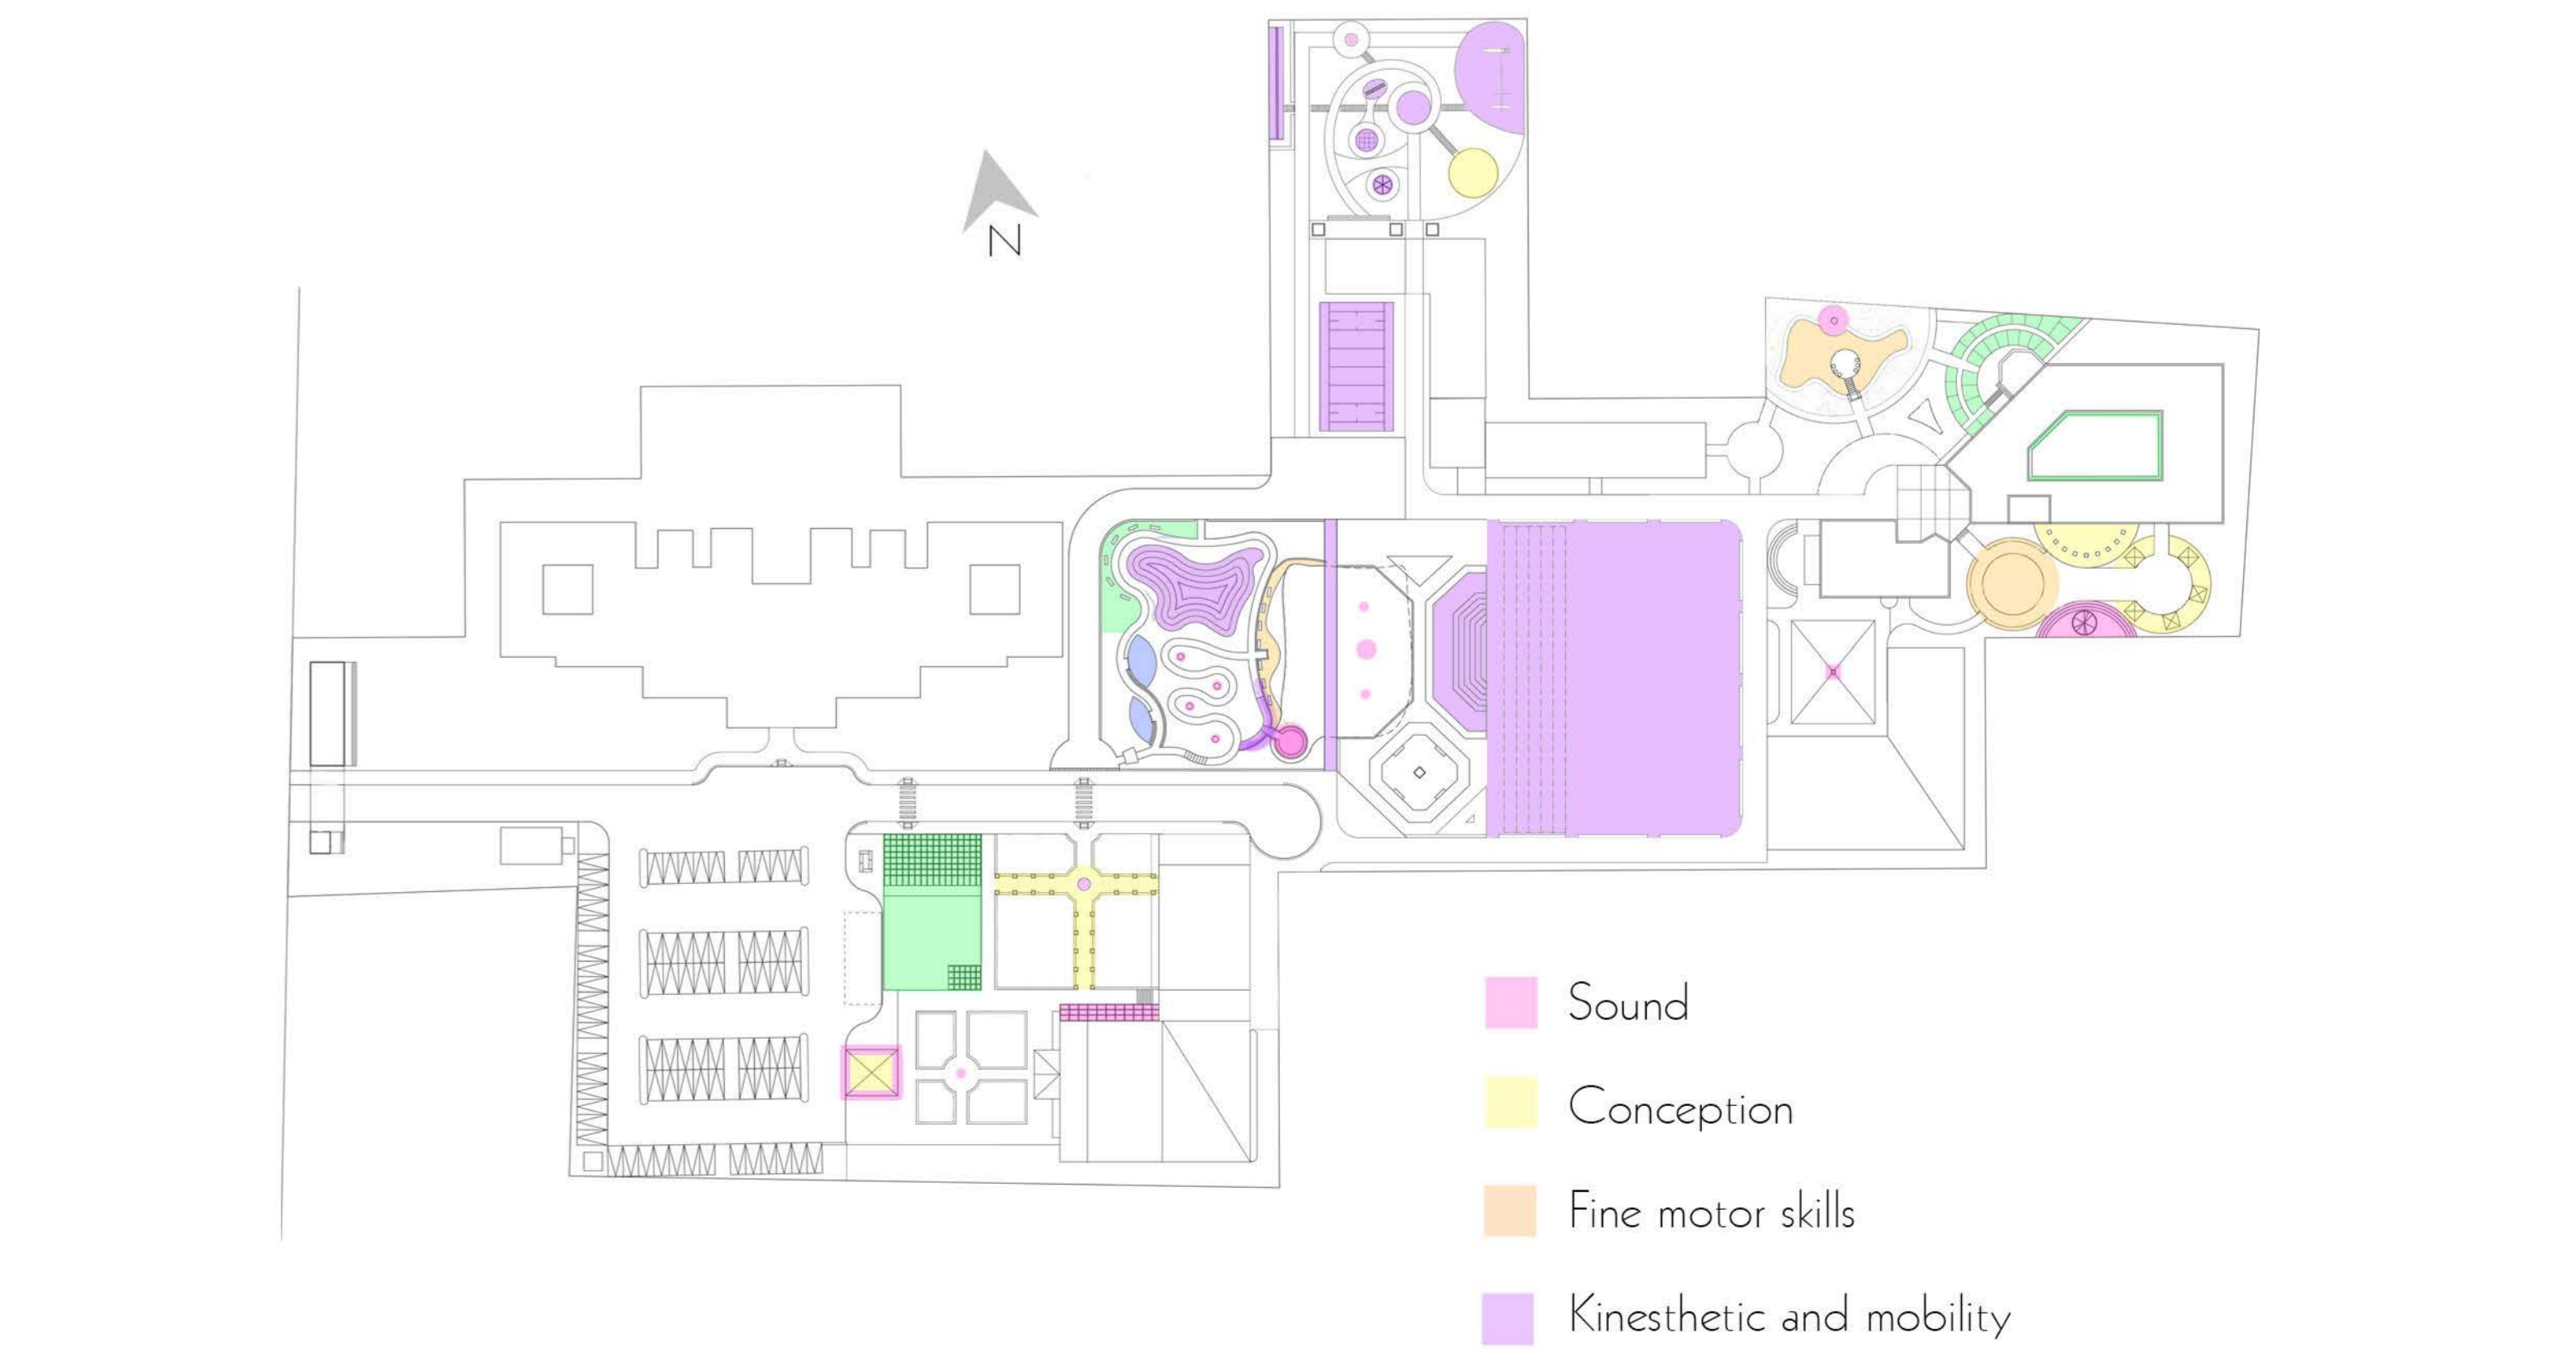 N
Sound
Conception
Fine motor skills
Kinesthetic and mobility